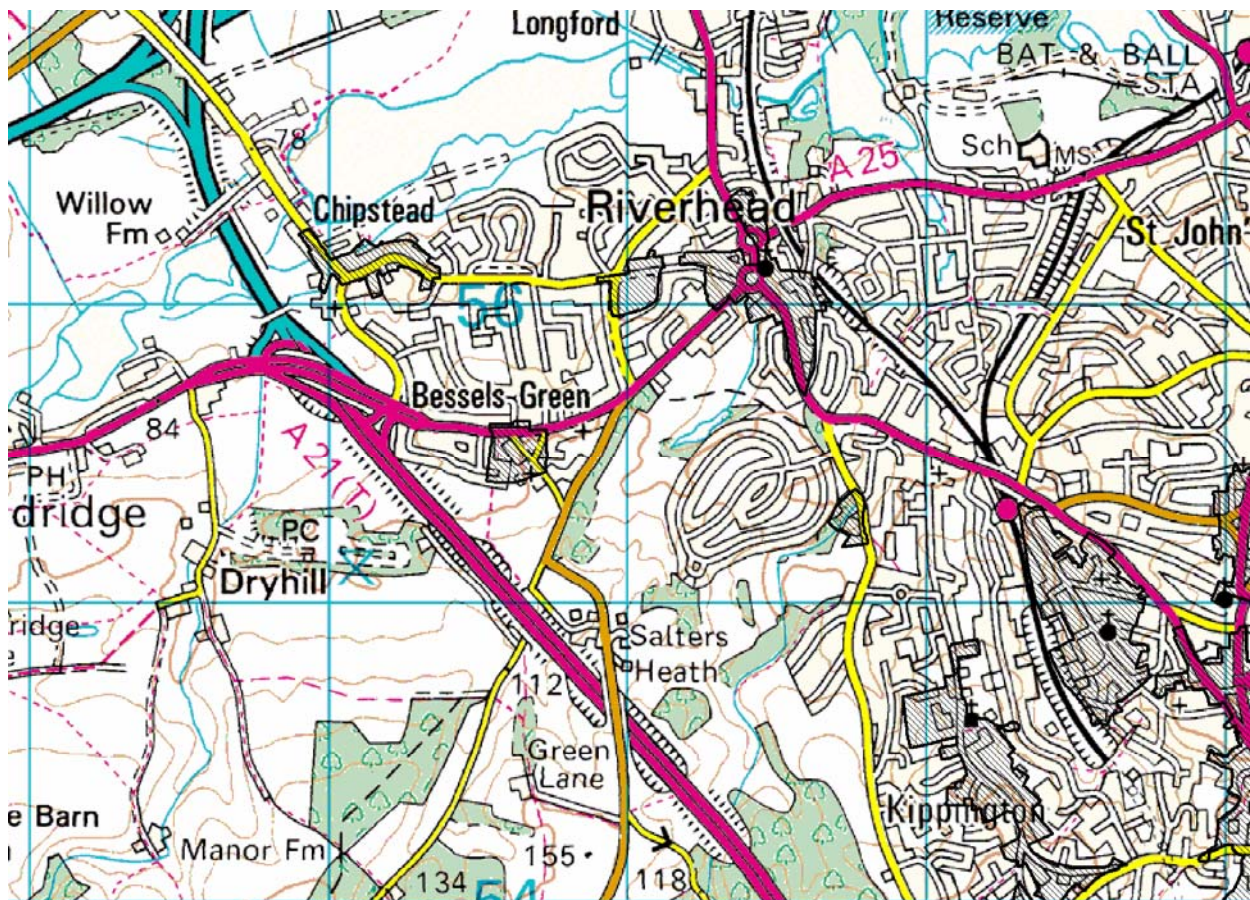 Longford
Reserve
BAT & BALL
STA
78
Sch
MS
A 25
Willow
Fm
Chipstead
Riverhead
St John'
56
Bessels Green
84
A 21(T)
PH
dridge
PC
Dryhill
ridge
e
Salters
Heath
112
Green
Lane
e Barn
Kippington
Manor Fm
155
134
54
118